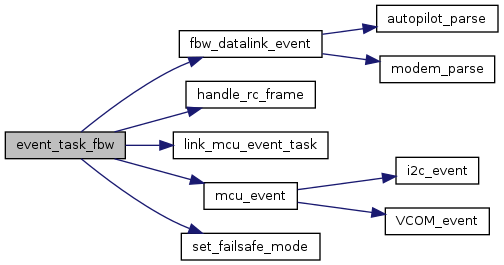 event_task_fbw
fbw_datalink_event
handle_rc_frame
link_mcu_event_task
mcu_event
set_failsafe_mode
autopilot_parse
modem_parse
i2c_event
VCOM_event